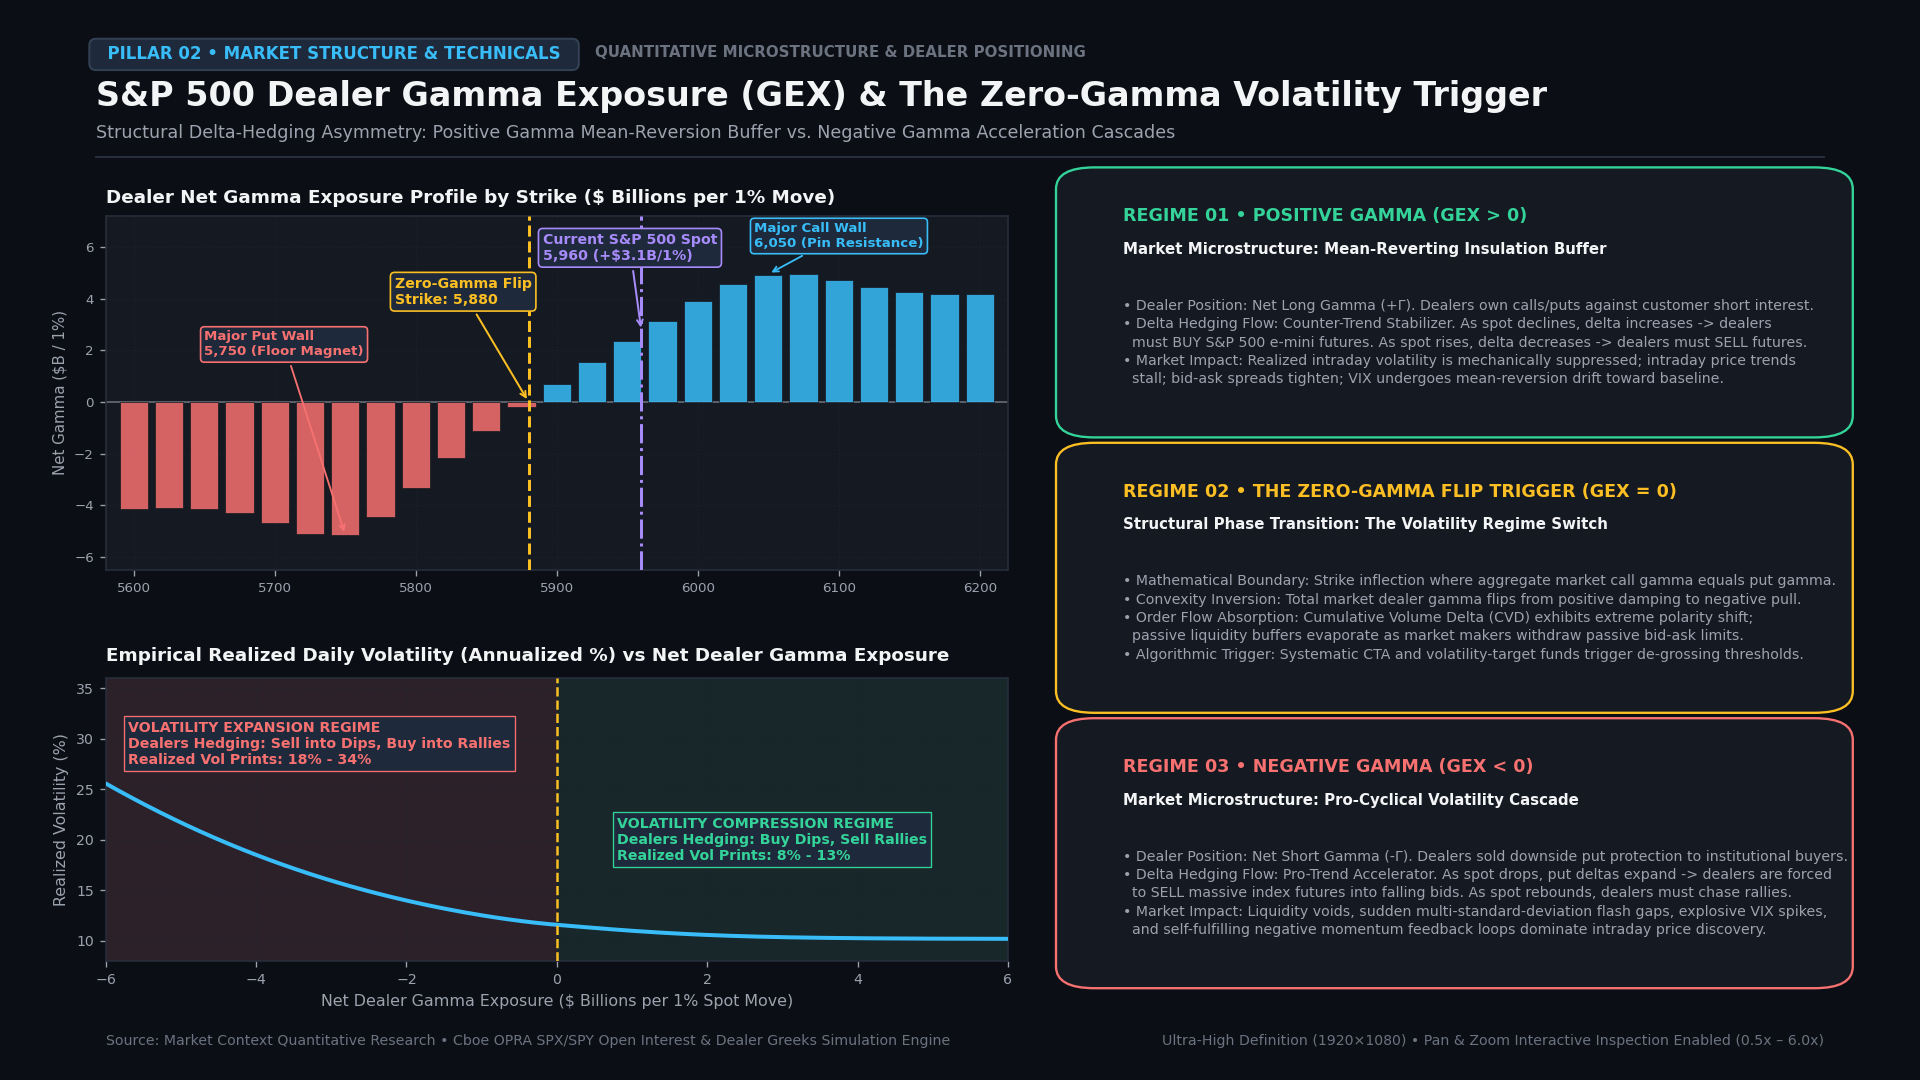 PILLAR 02 • MARKET STRUCTURE & TECHNICALS
QUANTITATIVE MICROSTRUCTURE & DEALER POSITIONING
S&P 500 Dealer Gamma Exposure (GEX) & The Zero-Gamma Volatility Trigger
Structural Delta-Hedging Asymmetry: Positive Gamma Mean-Reversion Buffer vs. Negative Gamma Acceleration Cascades
Dealer Net Gamma Exposure Profile by Strike ($ Billions per 1% Move)
Net Gamma ($B / 1%)
6
4
2
0
−2
−4
−6
Major Put Wall
5,750 (Floor Magnet)
Zero-Gamma Flip
Strike: 5,880
Current S&P 500 Spot
5,960 (+$3.1B/1%)
Major Call Wall
6,050 (Pin Resistance)
5600
5700
5800
5900
6000
6100
6200
Empirical Realized Daily Volatility (Annualized %) vs Net Dealer Gamma Exposure
Realized Volatility (%)
35
30
25
20
15
10
VOLATILITY EXPANSION REGIME
Dealers Hedging: Sell into Dips, Buy into Rallies
Realized Vol Prints: 18% - 34%
VOLATILITY COMPRESSION REGIME
Dealers Hedging: Buy Dips, Sell Rallies
Realized Vol Prints: 8% - 13%
−6
−4
−2
0
2
4
6
Net Dealer Gamma Exposure ($ Billions per 1% Spot Move)
REGIME 01 • POSITIVE GAMMA (GEX > 0)
Market Microstructure: Mean-Reverting Insulation Buffer
• Dealer Position: Net Long Gamma (+Γ). Dealers own calls/puts against customer short interest.
• Delta Hedging Flow: Counter-Trend Stabilizer. As spot declines, delta increases -> dealers
must BUY S&P 500 e-mini futures. As spot rises, delta decreases -> dealers must SELL futures.
• Market Impact: Realized intraday volatility is mechanically suppressed; intraday price trends
stall; bid-ask spreads tighten; VIX undergoes mean-reversion drift toward baseline.
REGIME 02 • THE ZERO-GAMMA FLIP TRIGGER (GEX = 0)
Structural Phase Transition: The Volatility Regime Switch
• Mathematical Boundary: Strike inflection where aggregate market call gamma equals put gamma.
• Convexity Inversion: Total market dealer gamma flips from positive damping to negative pull.
• Order Flow Absorption: Cumulative Volume Delta (CVD) exhibits extreme polarity shift;
passive liquidity buffers evaporate as market makers withdraw passive bid-ask limits.
• Algorithmic Trigger: Systematic CTA and volatility-target funds trigger de-grossing thresholds.
REGIME 03 • NEGATIVE GAMMA (GEX < 0)
Market Microstructure: Pro-Cyclical Volatility Cascade
• Dealer Position: Net Short Gamma (-Γ). Dealers sold downside put protection to institutional buyers.
• Delta Hedging Flow: Pro-Trend Accelerator. As spot drops, put deltas expand -> dealers are forced
to SELL massive index futures into falling bids. As spot rebounds, dealers must chase rallies.
• Market Impact: Liquidity voids, sudden multi-standard-deviation flash gaps, explosive VIX spikes,
and self-fulfilling negative momentum feedback loops dominate intraday price discovery.
Source: Market Context Quantitative Research • Cboe OPRA SPX/SPY Open Interest & Dealer Greeks Simulation Engine
Ultra-High Definition (1920×1080) • Pan & Zoom Interactive Inspection Enabled (0.5x – 6.0x)